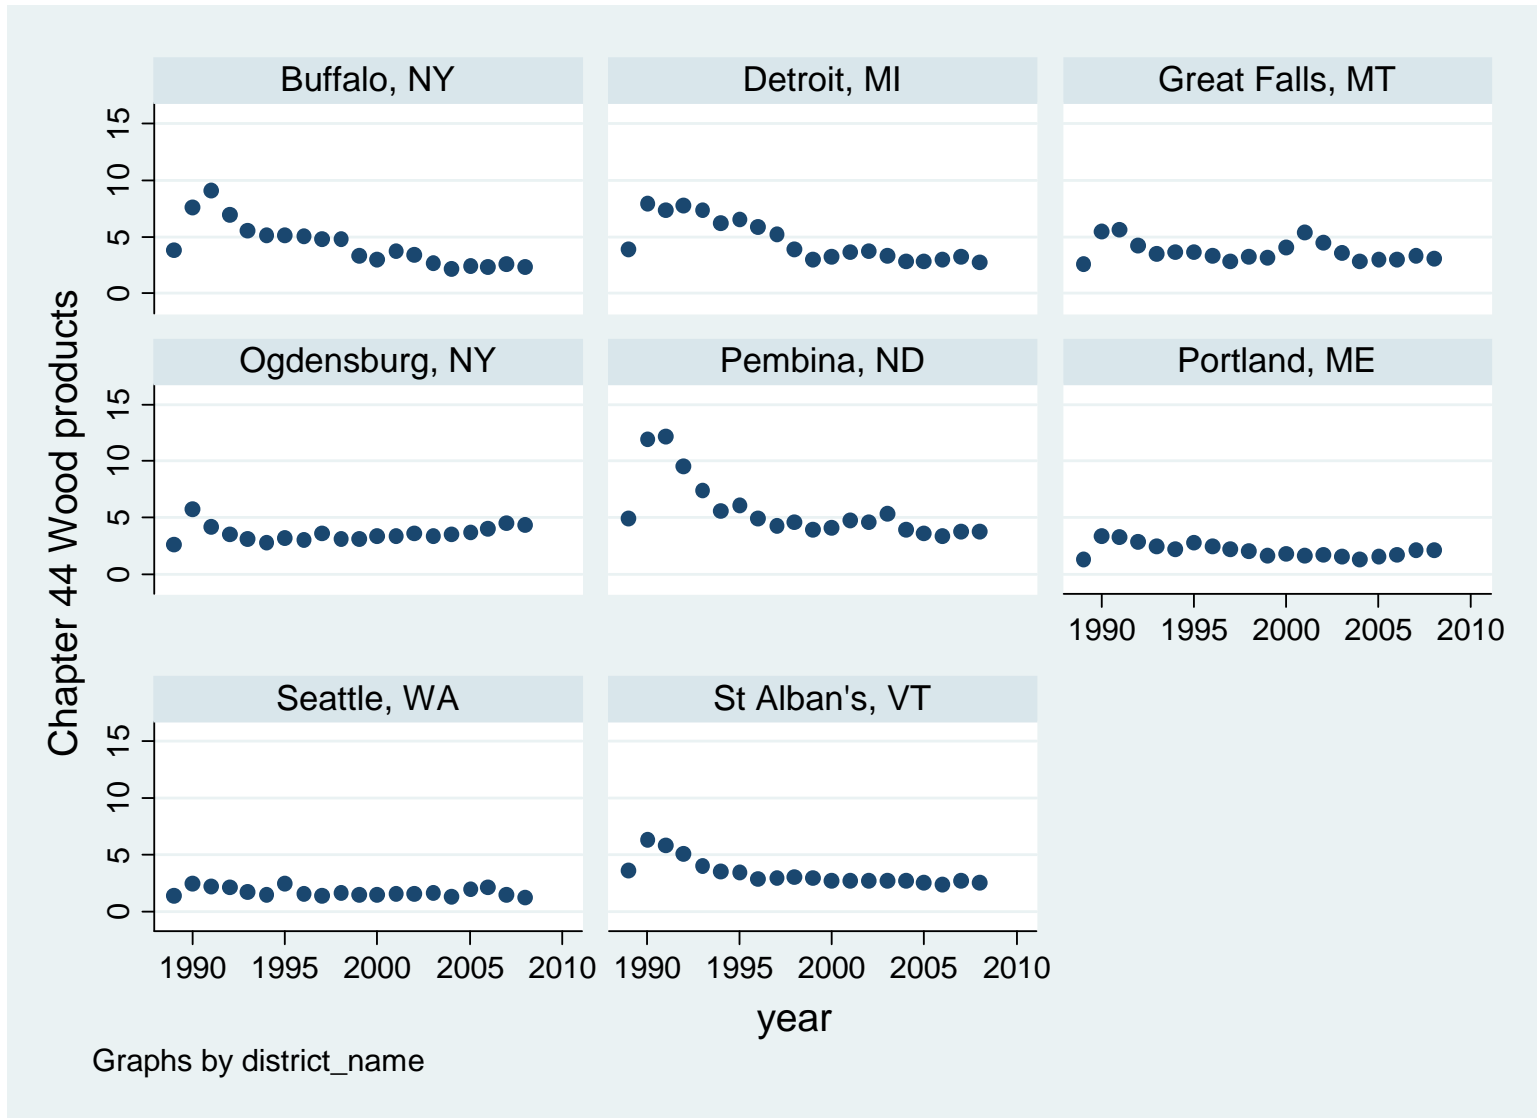 Chapter 44 Wood products
Buffalo, NY
Detroit, MI
Great Falls, MT
15
10
5
0
Ogdensburg, NY
Pembina, ND
Portland, ME
15
10
5
0
1990 1995 2000 2005 2010
Seattle, WA
St Alban's, VT
15
10
5
0
1990 1995 2000 2005 2010
1990 1995 2000 2005 2010
year
Graphs by district_name